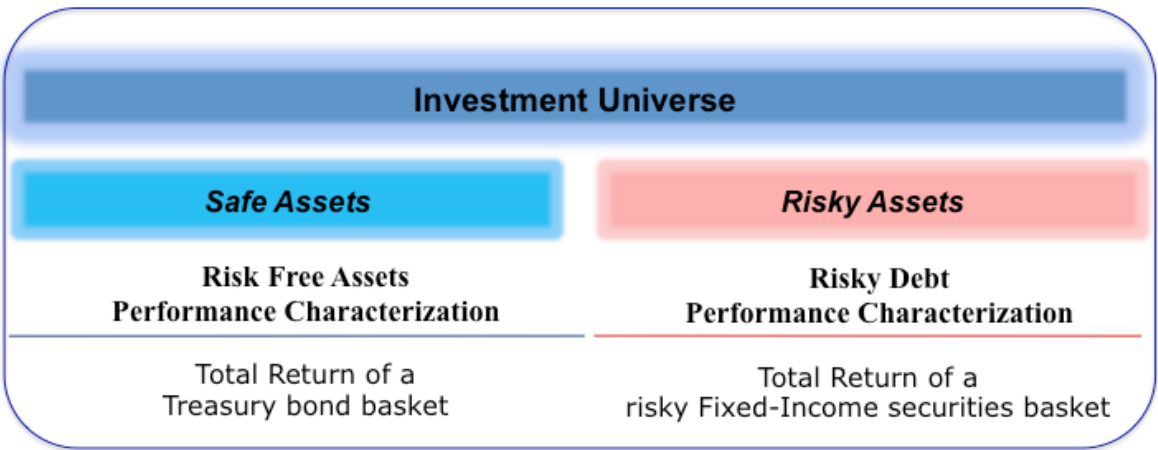 Investment Universe
Safe Assets
Risky Assets
Risk Free Assets
Performance Characterization
Risky Debt
Performance Characterization
Total Return of a
Treasury bond basket
Total Return of a
risky Fixed-Income securities basket